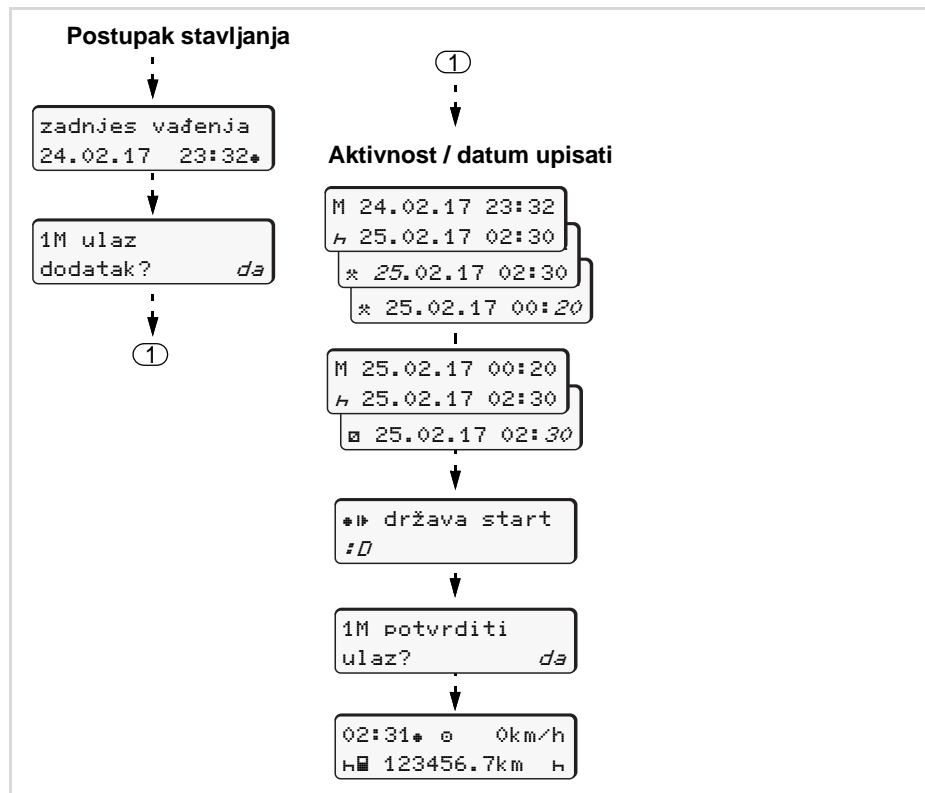 Postupak stavljanja
zadnjes vađenja
24.02.17 23:32
1M ulaz
dodatak? da
1
1
Aktivnost / datum upisati
M 24.02.17 23:32
25.02.17 02:30
25.02.17 02:30
25.02.17 00:20
M 25.02.17 00:20
25.02.17 02:30
25.02.17 02:30
država start
:D
1M potvrditi
ulaz? da
02:31 0km/h
123456.7km